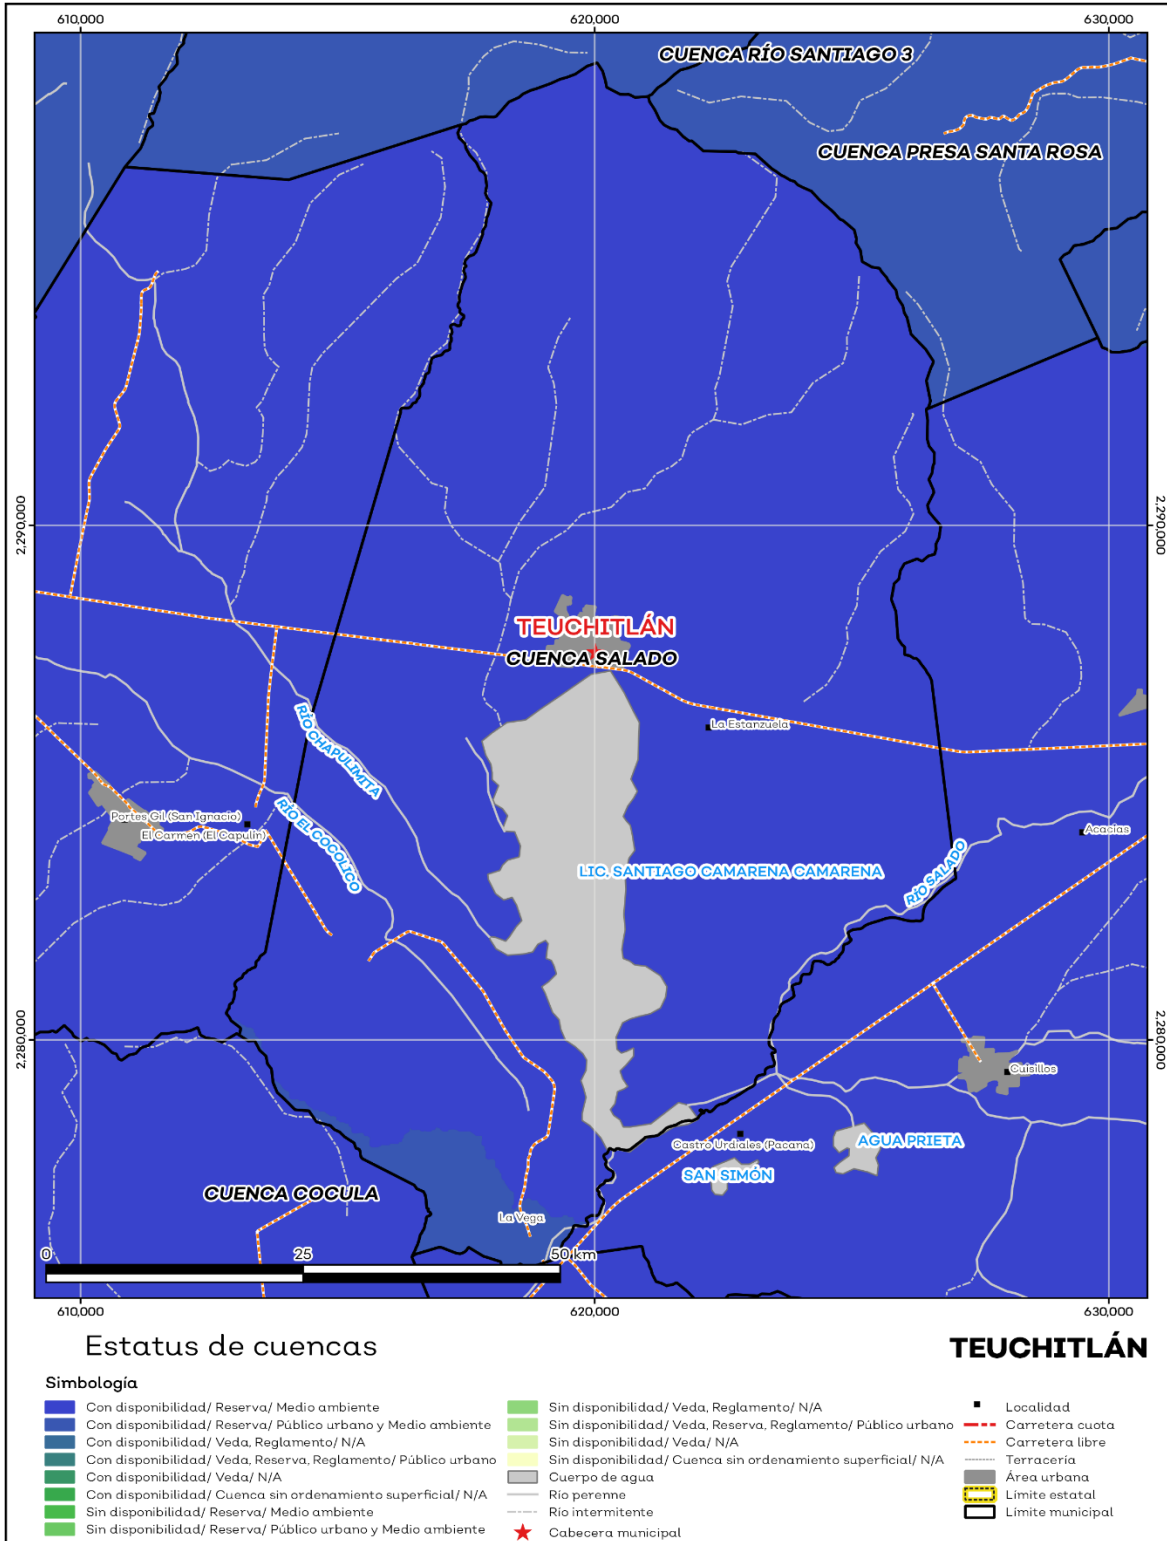 610,000
620,000
630,000
CUENCA RÍO SANTIAGO 3
CUENCA PRESA SANTA ROSA
2,290,000
2,290,000
TEUCHITLÁN
CUENCA SALADO
La Estanzuela
RÍO CHAPULIMITA
Portes Gil (San Ignacio)
El Carmen (El Capulín)
RÍO EL COCOLICO
Acacias
LIC. SANTIAGO CAMARENA CAMARENA
RÍO SALADO
2,280,000
2,280,000
Cuisillos
Castro Urdiales (Pacana)
AGUA PRIETA
SAN SIMÓN
CUENCA COCULA
La Vega
0
25
50 km
610,000
620,000
630,000
Estatus de cuencas
TEUCHITLÁN
Simbología
Con disponibilidad/ Reserva/ Medio ambiente
Con disponibilidad/ Reserva/ Público urbano y Medio ambiente
Con disponibilidad/ Veda, Reglamento/ N/A
Con disponibilidad/ Veda, Reserva, Reglamento/ Público urbano
Con disponibilidad/ Veda/ N/A
Con disponibilidad/ Cuenca sin ordenamiento superficial/ N/A
Sin disponibilidad/ Reserva/ Medio ambiente
Sin disponibilidad/ Reserva/ Público urbano y Medio ambiente
Sin disponibilidad/ Veda, Reglamento/ N/A
Sin disponibilidad/ Veda, Reserva, Reglamento/ Público urbano
Sin disponibilidad/ Veda/ N/A
Sin disponibilidad/ Cuenca sin ordenamiento superficial/ N/A
Cuerpo de agua
Río perenne
Río intermitente
Cabecera municipal
Localidad
Carretera cuota
Carretera libre
Terracería
Área urbana
Límite estatal
Límite municipal